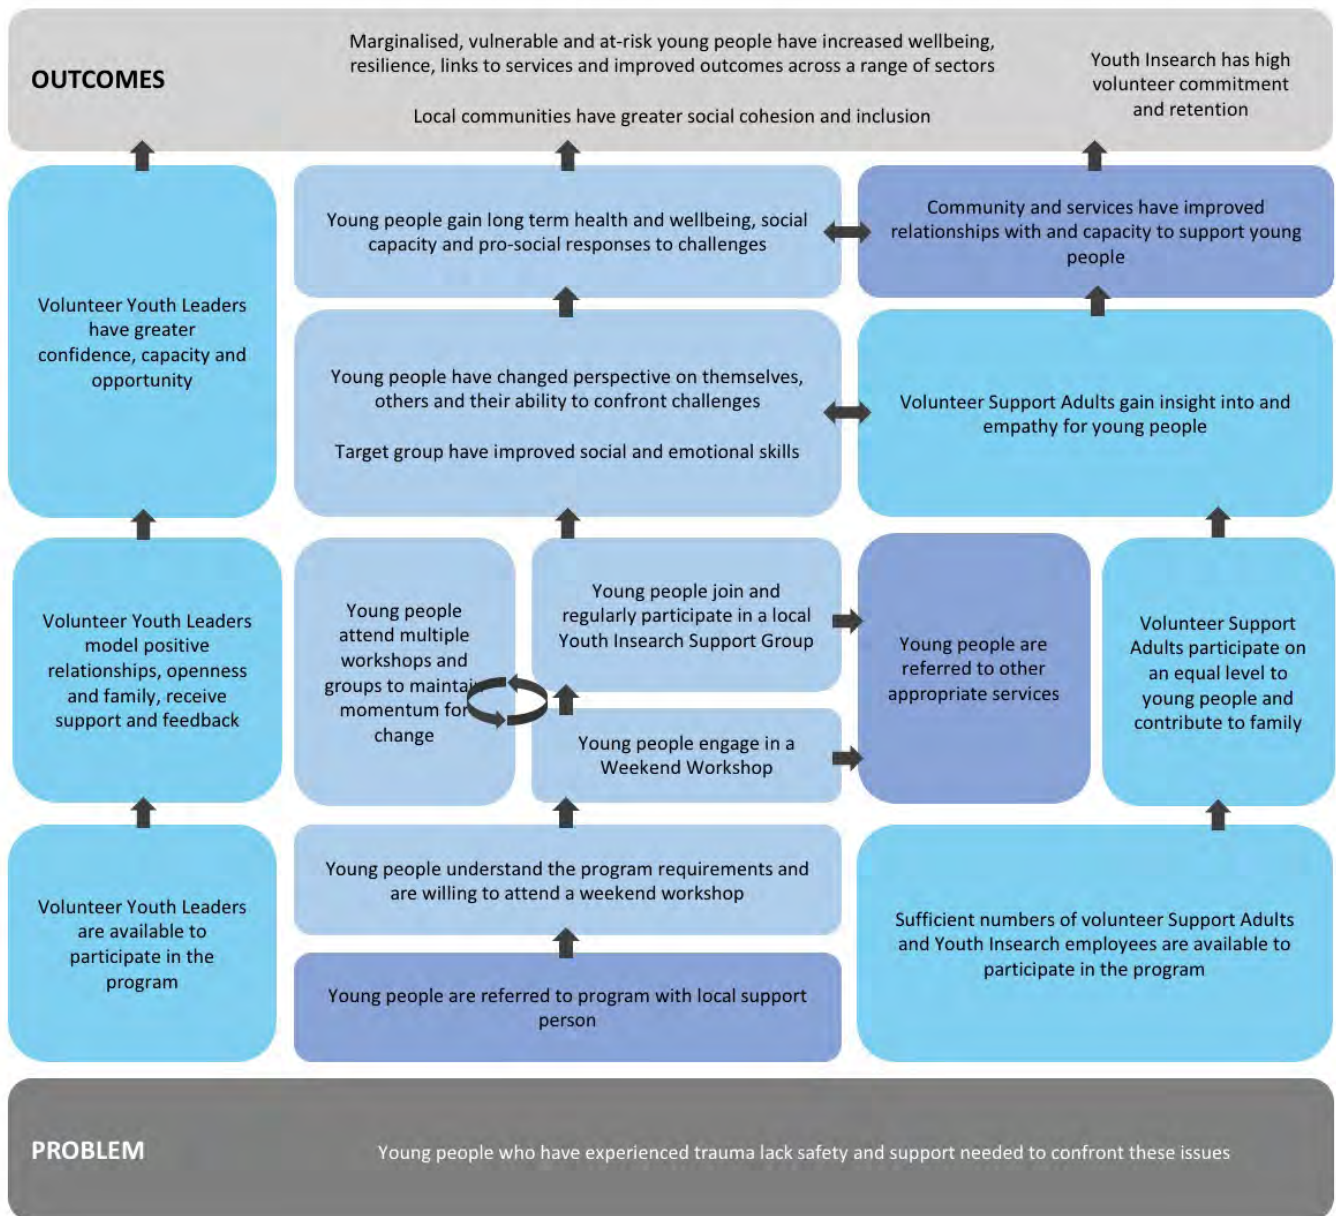 OUTCOMES
Marginalised, vulnerable and at-risk young people have increased wellbeing,
resilience, links to services and improved outcomes across a range of sectors
Local communities have greater social cohesion and inclusion
Youth Insearch has high
volunteer commitment
and retention
Volunteer Youth Leaders
have greater
confidence, capacity and
opportunity
Young people gain long term health and wellbeing, social
capacity and pro-social responses to challenges
Community and services have improved
relationships with and capacity to support young
people
Young people have changed perspective on themselves,
others and their ability to confront challenges
Target group have improved social and emotional skills
Volunteer Support Adults gain insight into and
empathy for young people
Volunteer Youth Leaders
model positive
relationships, openness
and family, receive
support and feedback
Young people
attend multiple
workshops and
groups to maintain
momentum for
change
Young people join and
regularly participate in a local
Youth Insearch Support Group
Young people engage in a
Weekend Workshop
Young people are
referred to other
appropriate services
Volunteer Support
Adults participate on
an equal level to
young people and
contribute to family
Volunteer Youth Leaders
are available to
participate in the
program
Young people understand the program requirements and
are willing to attend a weekend workshop
Young people are referred to program with local support
person
Sufficient numbers of volunteer Support Adults
and Youth Insearch employees are available to
participate in the program
PROBLEM
Young people who have experienced trauma lack safety and support needed to confront these issues